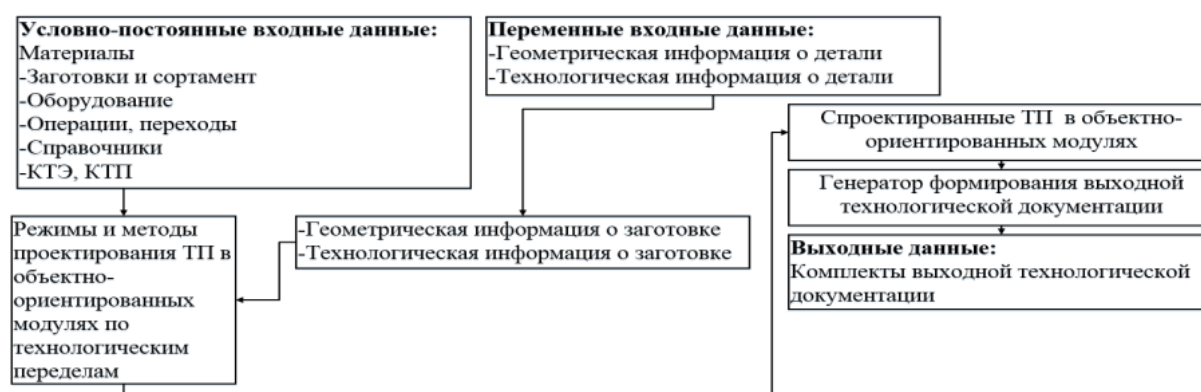 Условно-постоянные входные данные:
Материалы
-Заготовки и сортамент
-Оборудование
-Операции, переходы
-Справочники
-КТЭ, КТП
Переменные входные данные:
-Геометрическая информация о детали
-Технологическая информация о детали
Режимы и методы
проектирования ТП в
объектно-
ориентированных
модулях по
технологическим
переделам
-Геометрическая информация о заготовке
-Технологическая информация о заготовке
Спроектированные ТП в объектно-
ориентированных модулях
Генератор формирования выходной
технологической документации
Выходные данные:
Комплекты выходной технологической
документации